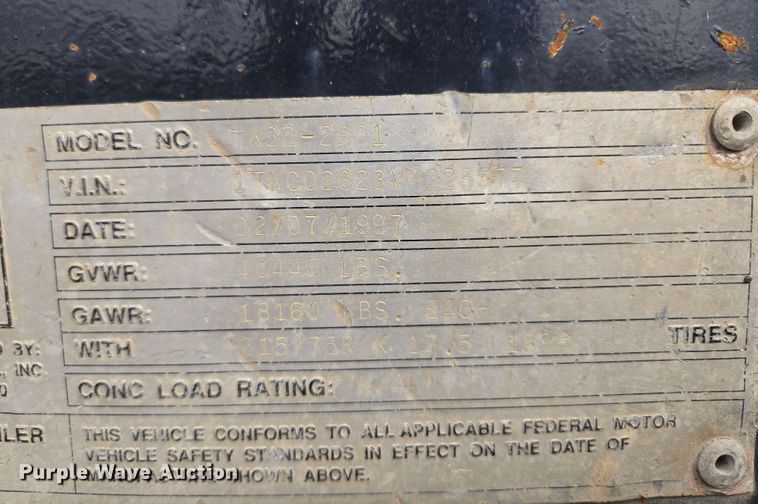 MODEL NO. TK32-2601
V.I.N.:
DATE: 02/07/1997
GVWR: 40440 LBS.
GAWR: 18160 LBS. EACH
WITH TIRES
CONC LOAD RATING:
BY:
INC.
THIS VEHICLE CONFORMS TO ALL APPLICABLE FEDERAL MOTOR
VEHICLE SAFETY STANDARDS IN EFFECT ON THE DATE OF
SHOWN ABOVE.
Purple Wave Auction